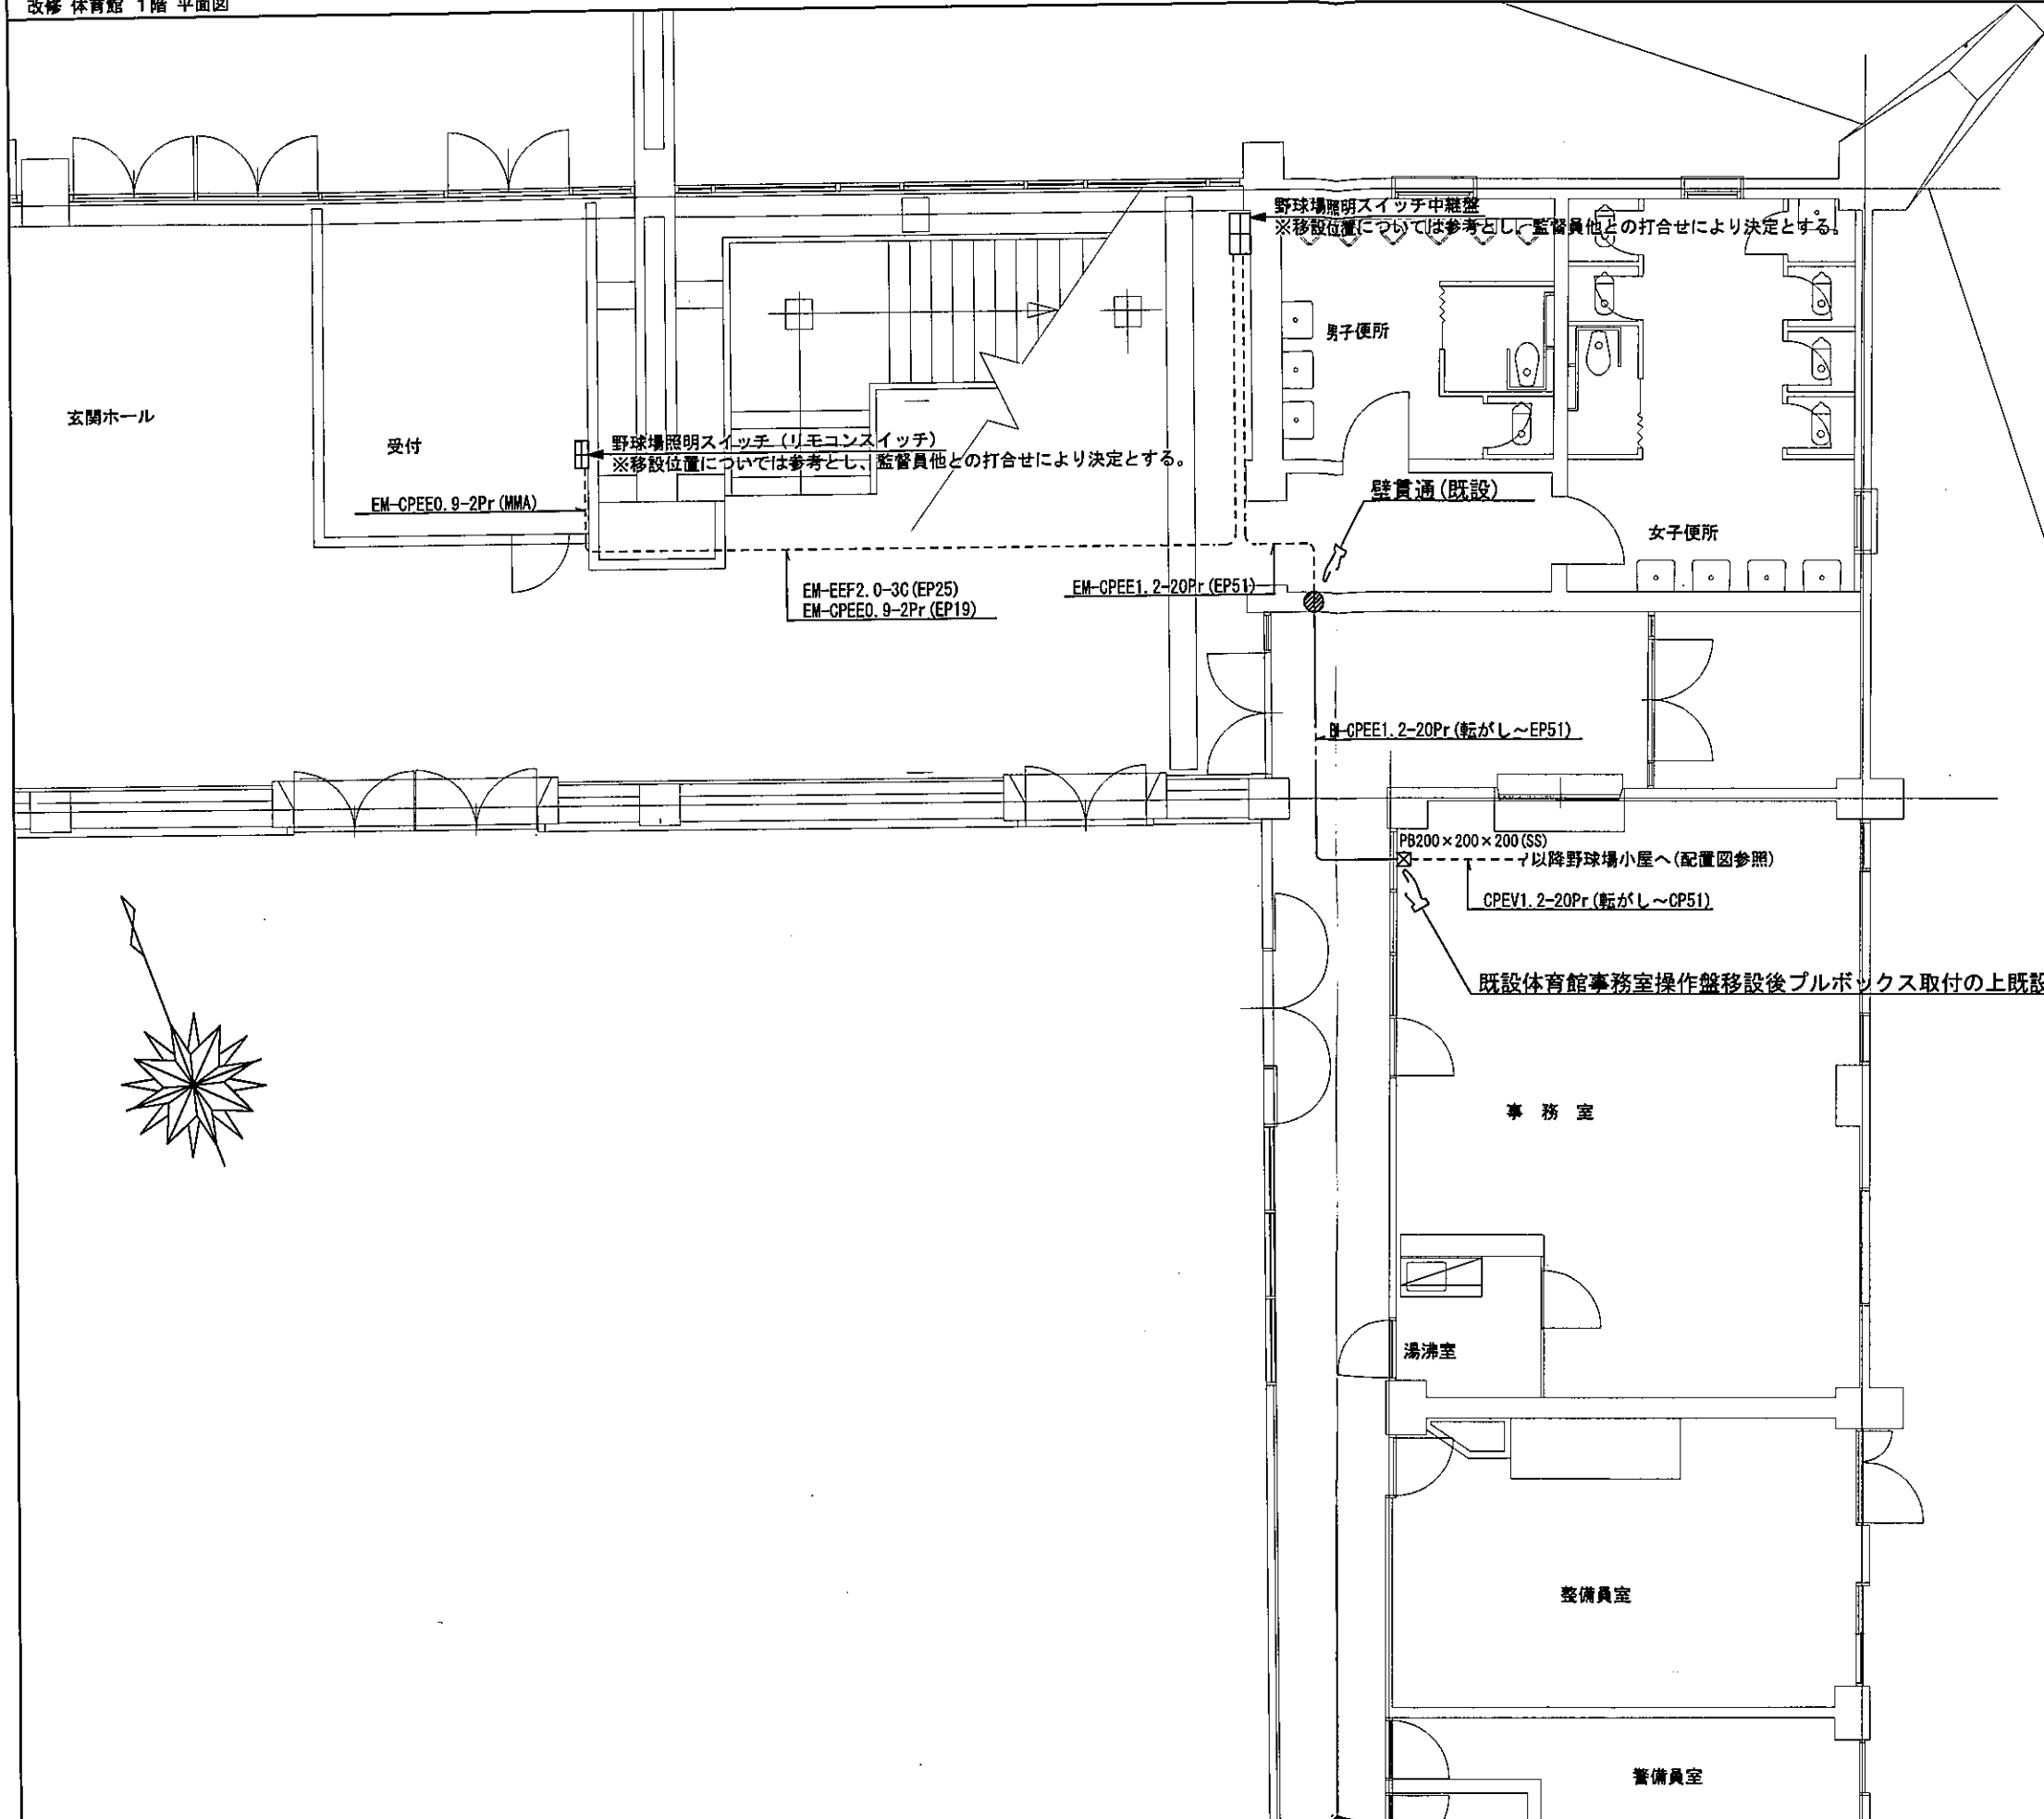 改修 体育館 1階 平面図
野球場照明スイッチ中継盤
※移設位置については参考とし、監督員他との打合せにより決定とする。
男子便所
玄関ホール
受付
野球場照明スイッチ（リモコンスイッチ）
※移設位置については参考とし、監督員他との打合せにより決定とする。
EM-CPEE0.9-2Pr(MMA)
壁貫通(既設)
女子便所
EM-EEF2.0-3C(EP25)
EM-CPEE0.9-2Pr(EP19)
EM-CPEE1.2-20Pr(EP51)
EM-CPEE1.2-20Pr(転がし～EP51)
PB200×200×200(SS)
以降野球場小屋へ(配置図参照)
CPEV1.2-20Pr(転がし～CP51)
既設体育館事務室操作盤移設後プルボックス取付の上既設
事 務 室
湯沸室
整備員室
警備員室